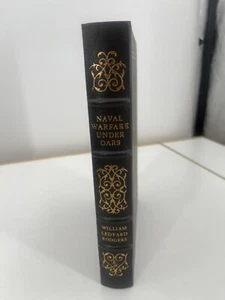 NAVAL
WARFARE
UNDER
OARS
WILLIAM
LEDYARD
RODGERS